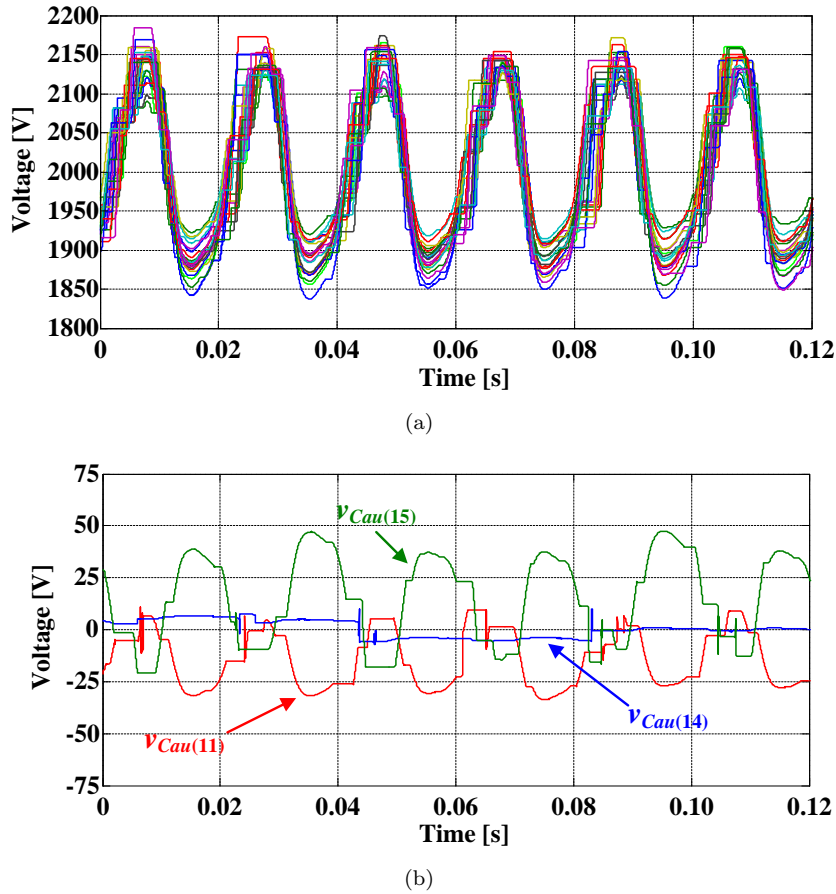 Voltage [V]
2200
2150
2100
2050
2000
1950
1900
1850
1800
0 0.02 0.04 0.06 0.08 0.10 0.12
Time [s]
(a)
Voltage [V]
75
50
25
0
-25
-50
-75
vCau(15)
vCau(11)
vCau(14)
0 0.02 0.04 0.06 0.08 0.10 0.12
Time [s]
(b)